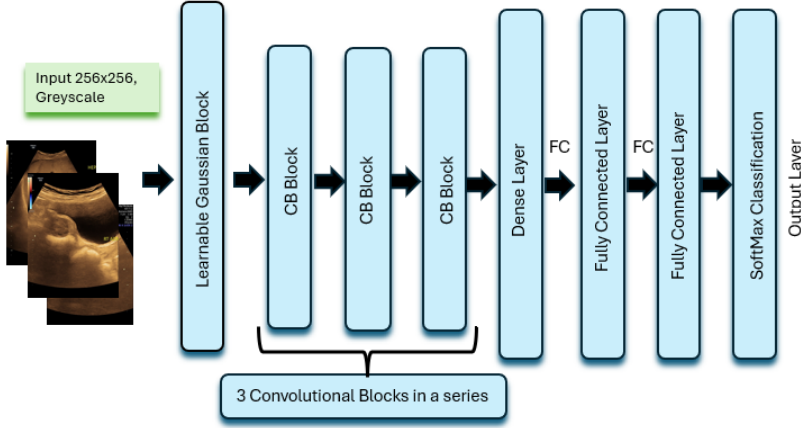 Input 256x256,
Greyscale
Learnable Gaussian Block
CB Block
CB Block
CB Block
Dense Layer
FC
Fully Connected Layer
FC
Fully Connected Layer
SoftMax Classification
Output Layer
3 Convolutional Blocks in a series